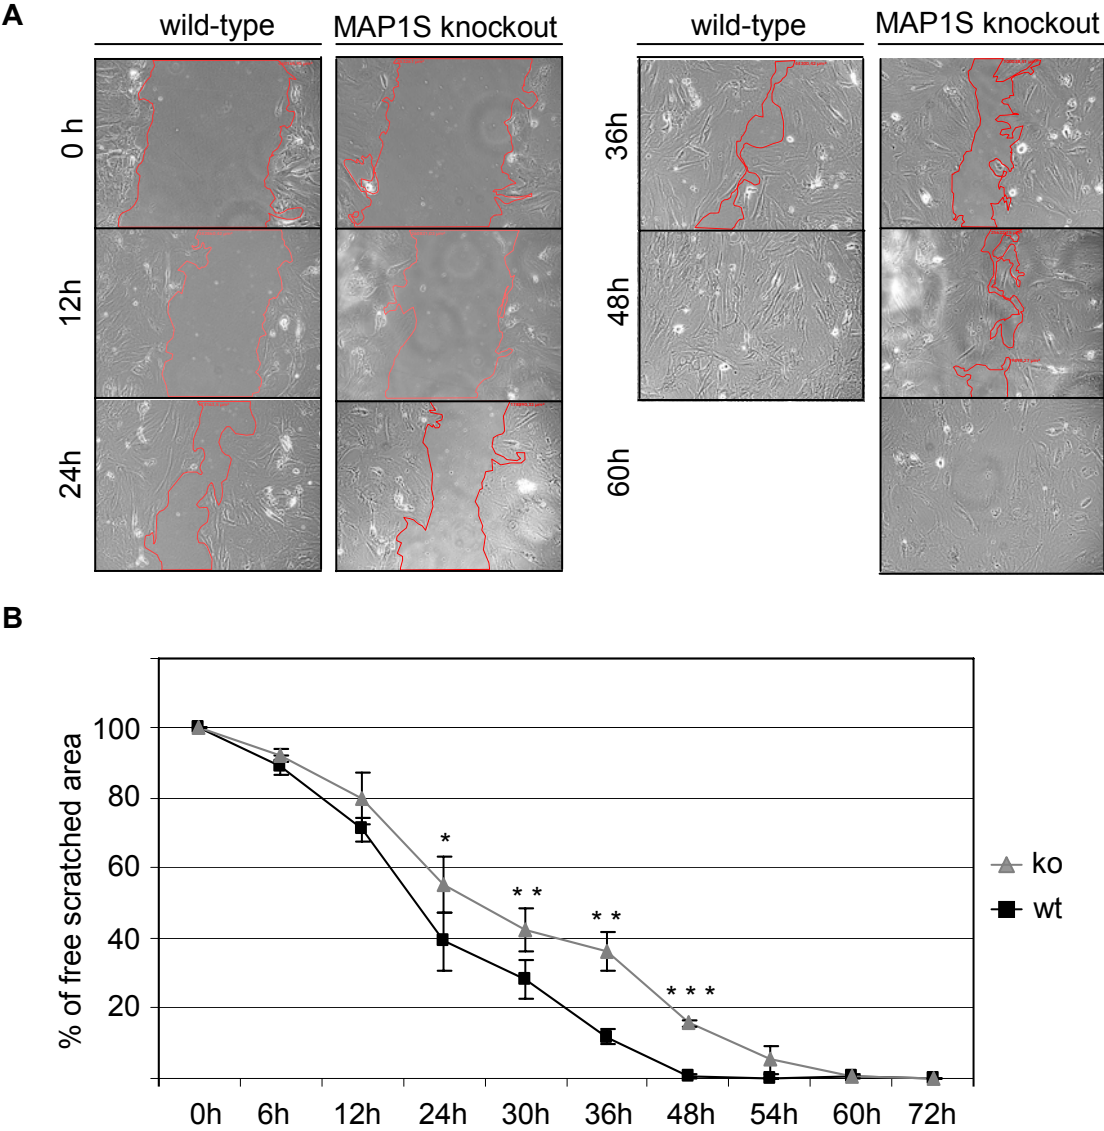 A
wild-type
MAP1S knockout
wild-type
MAP1S knockout
0 h
12h
24h
36h
48h
60h
B
% of free scratched area
100
80
60
40
20
*
* *
* *
* * *
ko
wt
0h 6h 12h 24h 30h 36h 48h 54h 60h 72h